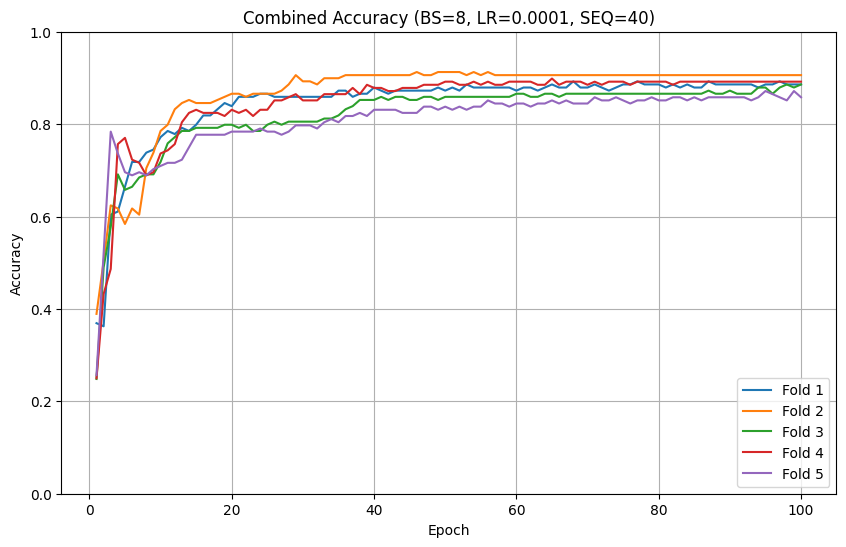 Combined Accuracy (BS=8, LR=0.0001, SEQ=40)
Accuracy
1.0
0.8
0.6
0.4
0.2
0.0
0
20
40
60
80
100
Epoch
Fold 1
Fold 2
Fold 3
Fold 4
Fold 5